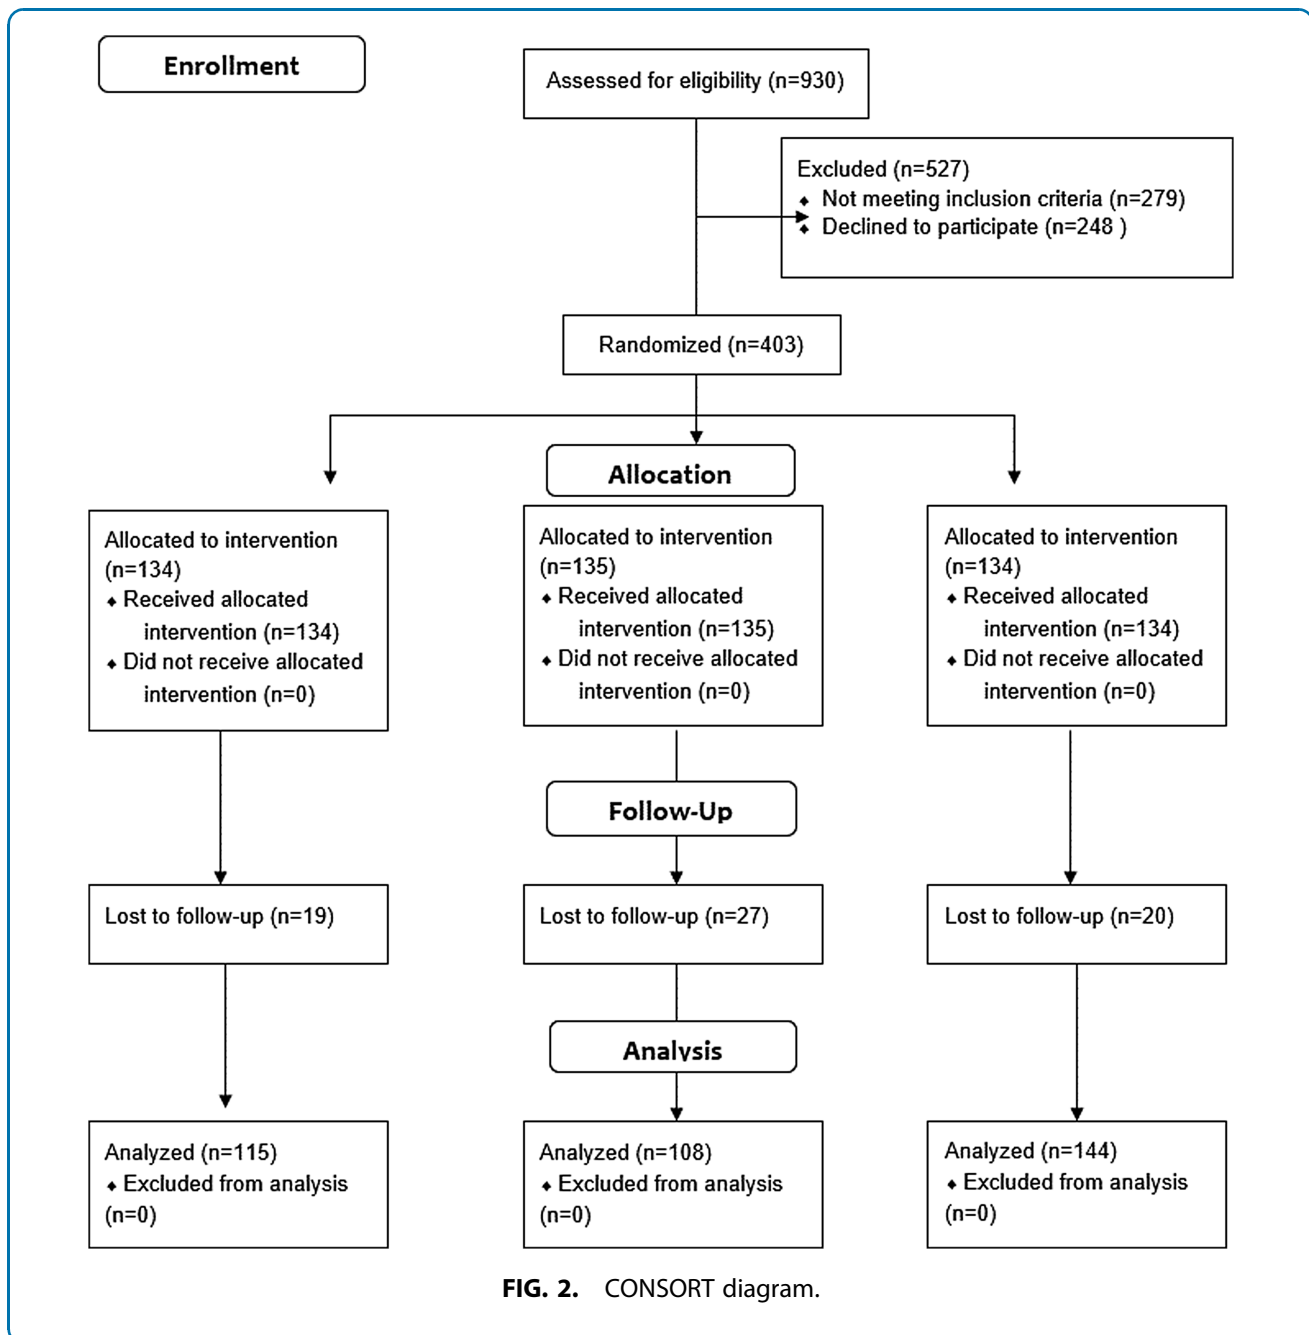 Enrollment
Assessed for eligibility (n=930)
Excluded (n=527)
⬥ Not meeting inclusion criteria (n=279)
⬥ Declined to participate (n=248 )
Randomized (n=403)
Allocation
Allocated to intervention
(n=134)
⬥ Received allocated
intervention (n=134)
⬥ Did not receive allocated
intervention (n=0)
Allocated to intervention
(n=135)
⬥ Received allocated
intervention (n=135)
⬥ Did not receive allocated
intervention (n=0)
Allocated to intervention
(n=134)
⬥ Received allocated
intervention (n=134)
⬥ Did not receive allocated
intervention (n=0)
Follow-Up
Lost to follow-up (n=19)
Lost to follow-up (n=27)
Lost to follow-up (n=20)
Analysis
Analyzed (n=115)
⬥ Excluded from analysis
(n=0)
Analyzed (n=108)
⬥ Excluded from analysis
(n=0)
Analyzed (n=144)
⬥ Excluded from analysis
(n=0)
FIG. 2. CONSORT diagram.